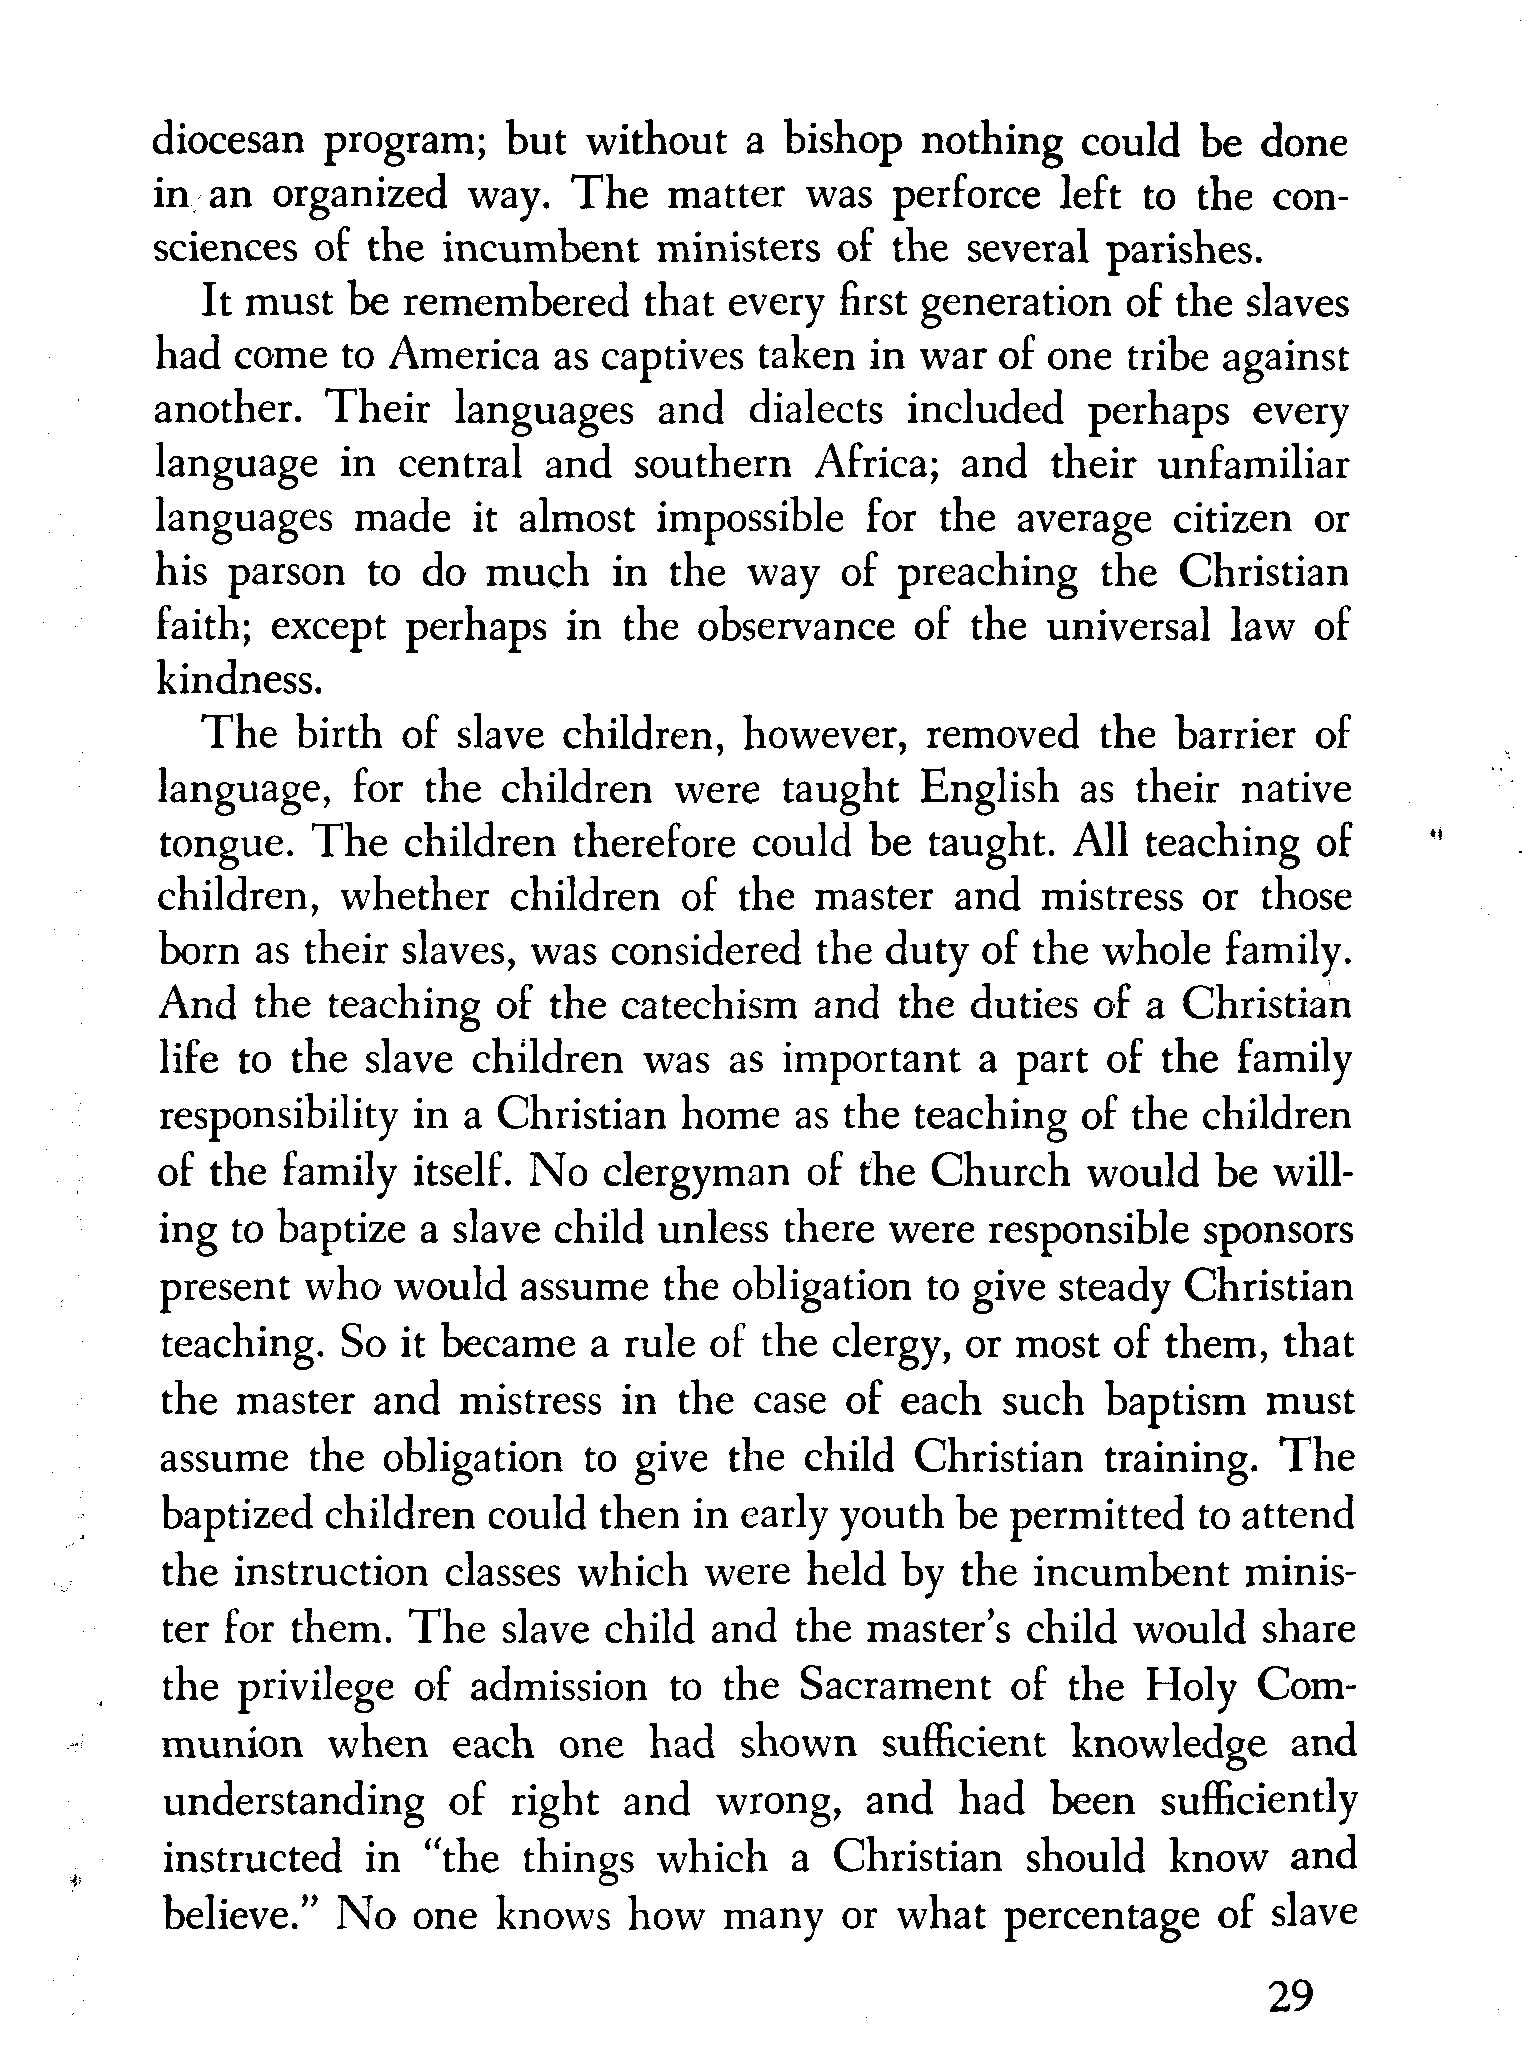 diocesan program; but without a bishop nothing could be done
in an organized way. The matter was perforce left to the con-
sciences of the incumbent ministers of the several parishes.
It must be remembered that every first generation of the slaves
had come to America as captives taken in war of one tribe against
another. Their languages and dialects included perhaps every
language in central and southern Africa; and their unfamiliar
languages made it almost impossible for the average citizen or
his parson to do much in the way of preaching the Christian
faith; except perhaps in the observance of the universal law of
kindness.
The birth of slave children, however, removed the barrier of
language, for the children were taught English as their native
tongue. The children therefore could be taught. All teaching of
children, whether children of the master and mistress or those
born as their slaves, was considered the duty of the whole family.
And the teaching of the catechism and the duties of a Christian
life to the slave children was as important a part of the family
responsibility in a Christian home as the teaching of the children
of the family itself. No clergyman of the Church would be will-
ing to baptize a slave child unless there were responsible sponsors
present who would assume the obligation to give steady Christian
teaching. So it became a rule of the clergy, or most of them, that
the master and mistress in the case of each such baptism must
assume the obligation to give the child Christian training. The
baptized children could then in early youth be permitted to attend
the instruction classes which were held by the incumbent minis-
ter for them. The slave child and the master's child would share
the privilege of admission to the Sacrament of the Holy Com-
munion when each one had shown sufficient knowledge and
understanding of right and wrong, and had been sufficiently
instructed in "the things which a Christian should know and
believe." No one knows how many or what percentage of slave
29